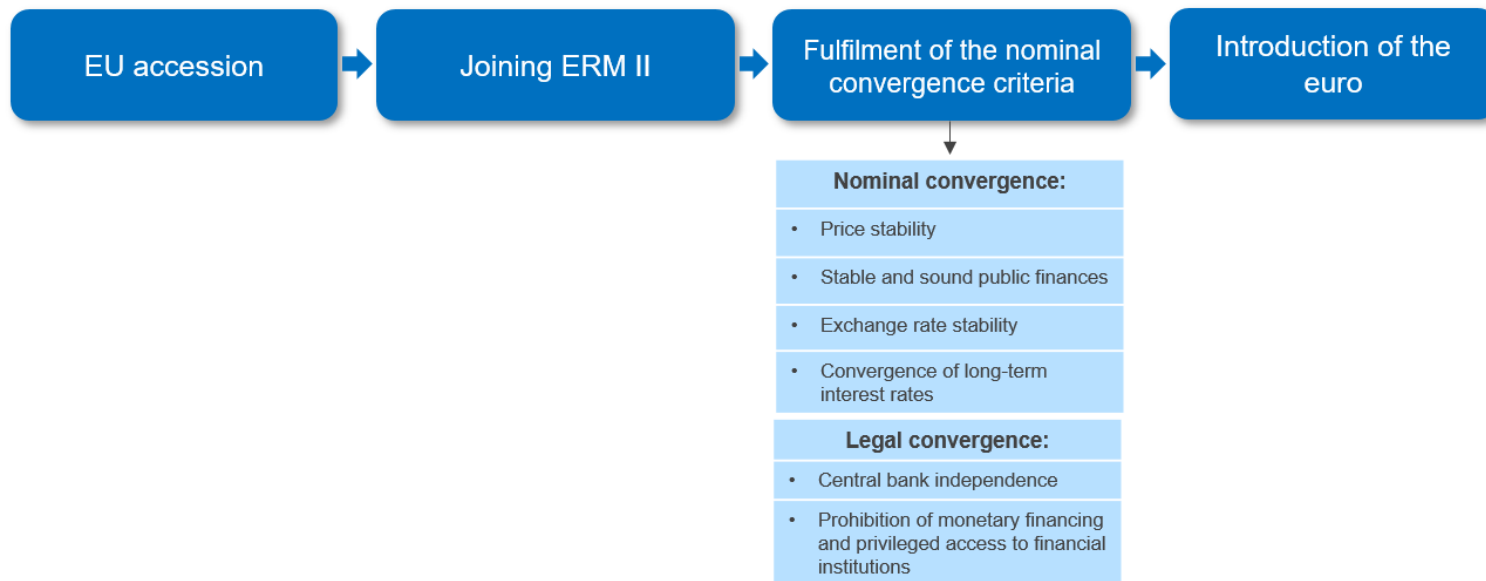 EU accession
Joining ERM II
Fulfilment of the nominal
convergence criteria
Introduction of the
euro
Nominal convergence:
• Price stability
• Stable and sound public finances
• Exchange rate stability
• Convergence of long-term
interest rates
Legal convergence:
• Central bank independence
• Prohibition of monetary financing
and privileged access to financial
institutions